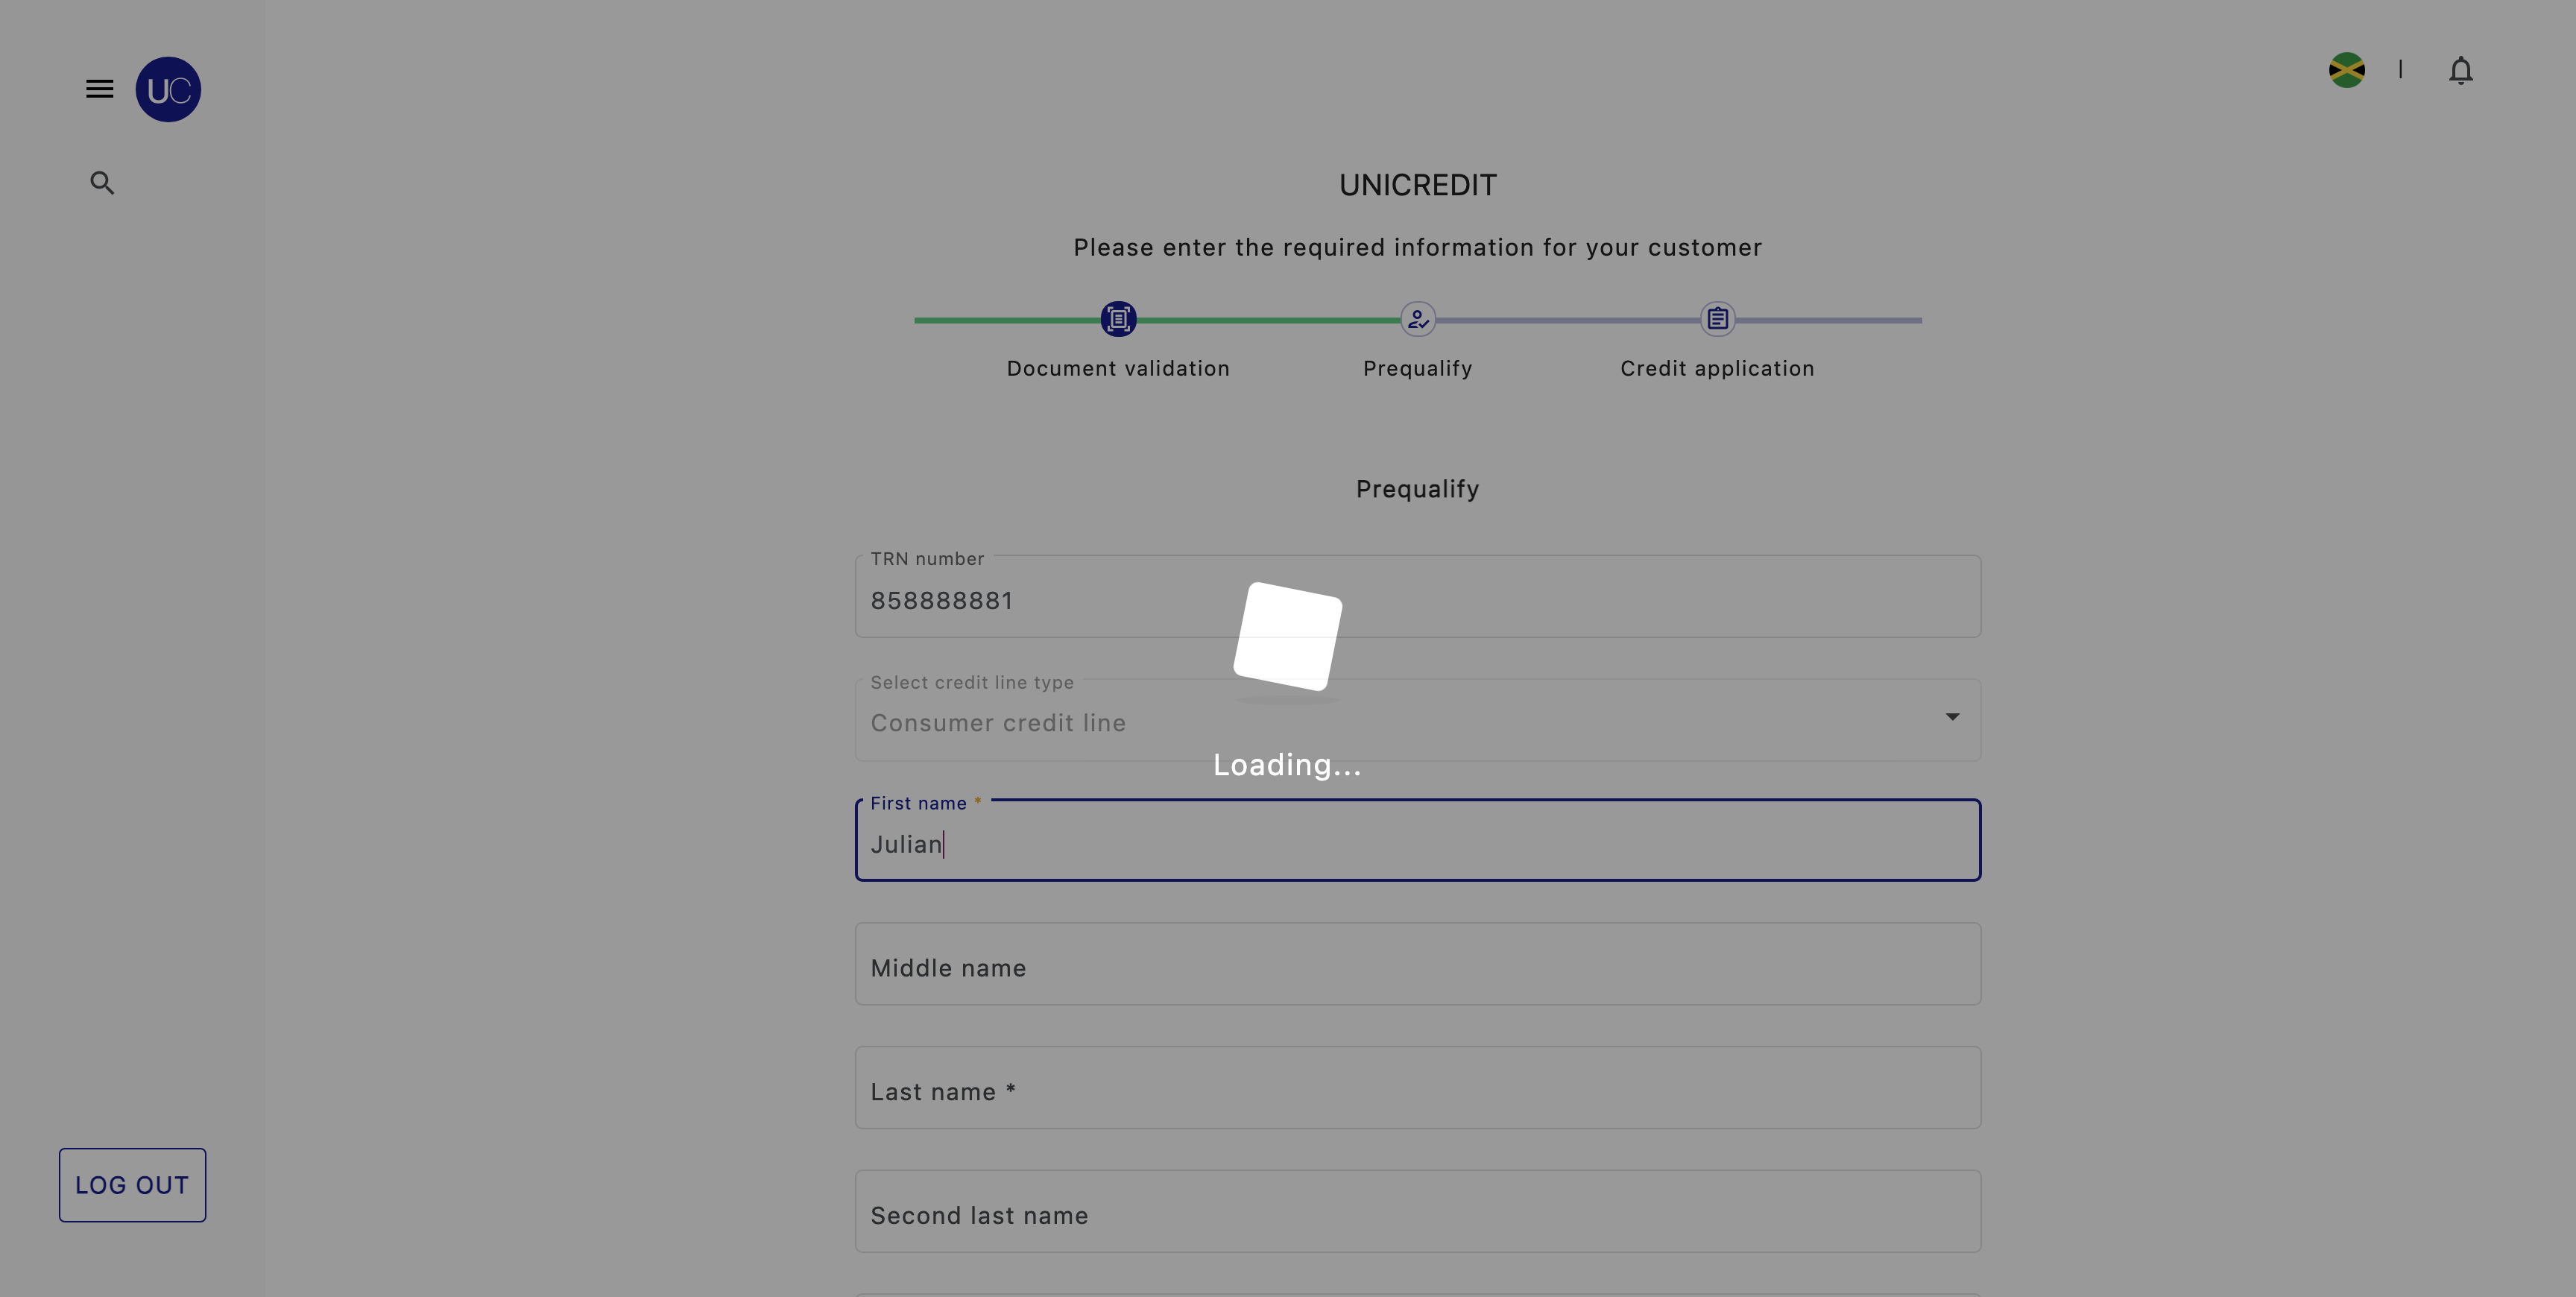 UC
UNICREDIT
Please enter the required information for your customer
Document validation
Prequalify
Credit application
Prequalify
TRN number
858888881
Select credit line type
Consumer credit line
Loading...
First name *
Julian
Middle name
Last name *
Second last name
LOG OUT